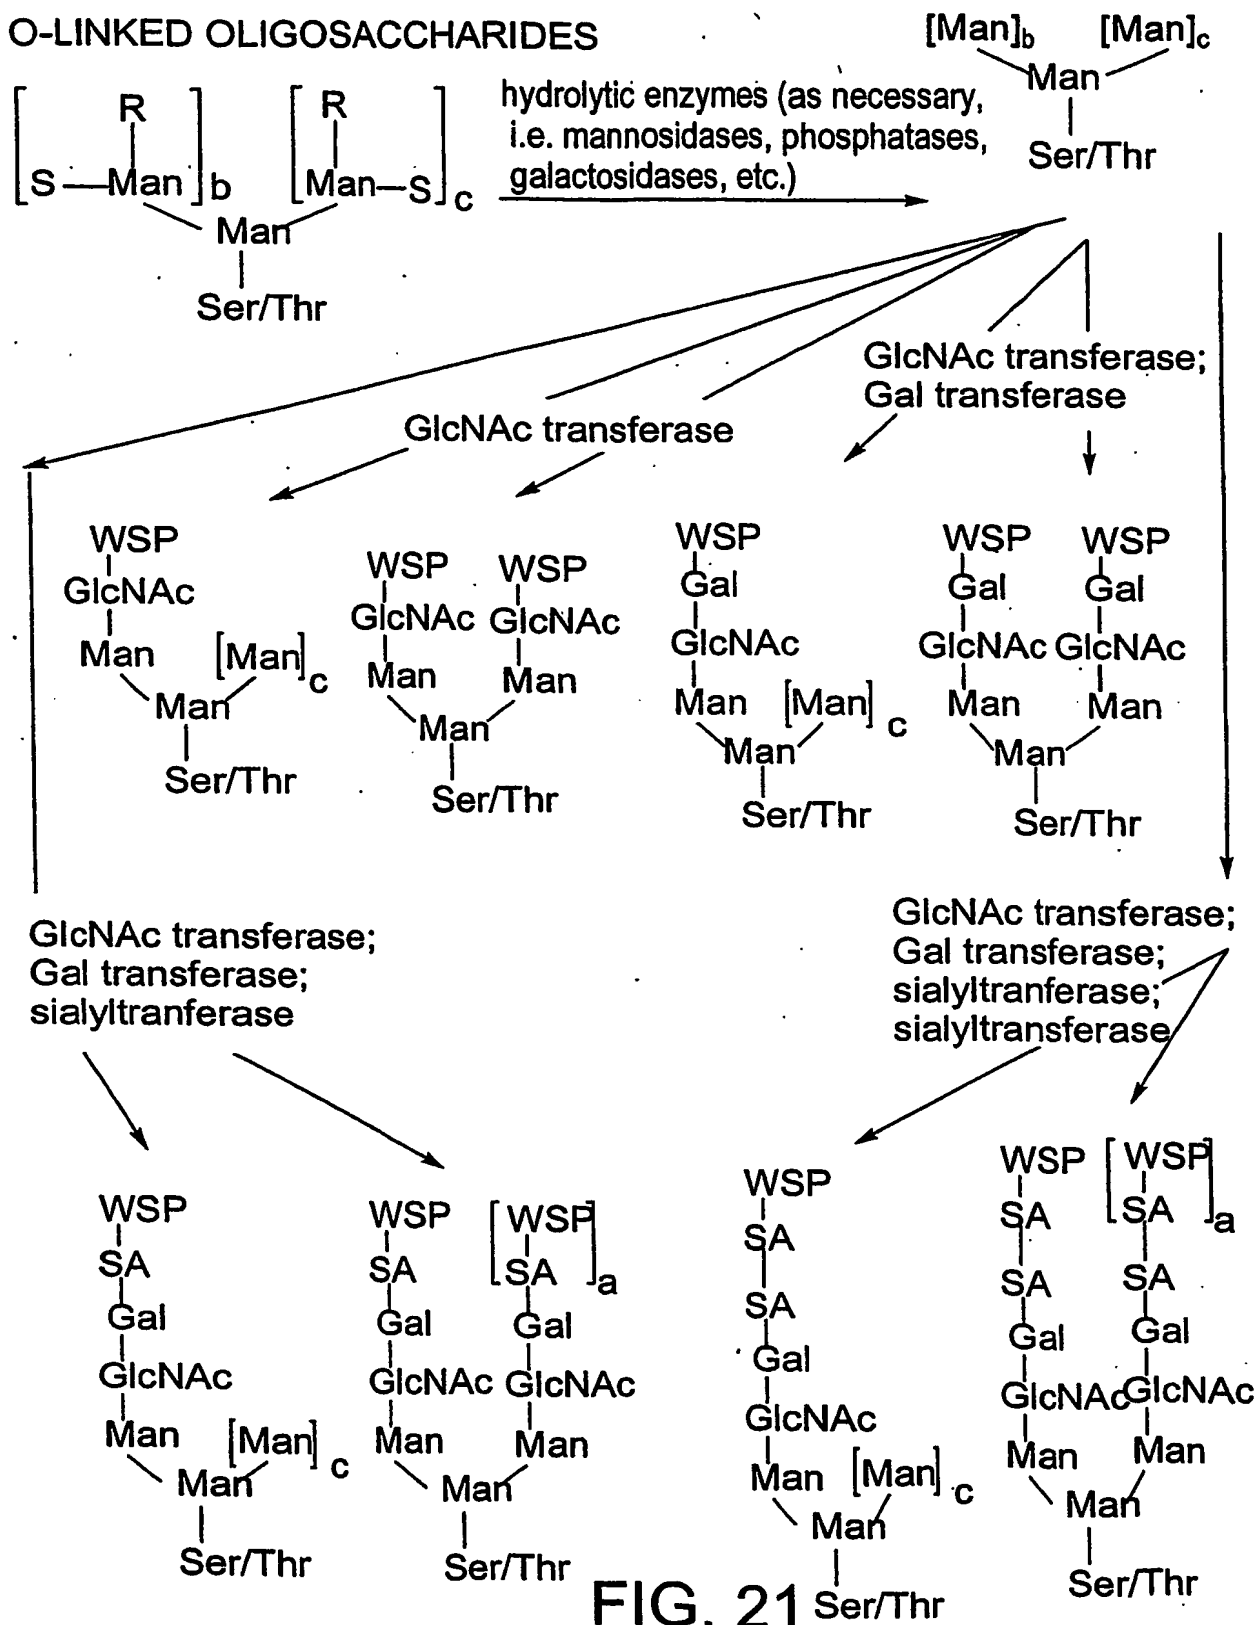 O-LINKED OLIGOSACCHARIDES
[Man]b [Man]c
Man
Ser/Thr
R R
[S—Man]b [Man—S]c
Man
Ser/Thr
hydrolytic enzymes (as necessary,
i.e. mannosidases, phosphatases,
galactosidases, etc.)
GlcNAc transferase;
Gal transferase
GlcNAc transferase
WSP
GlcNAc
Man [Man]c
Man
Ser/Thr
WSP WSP
GlcNAc GlcNAc
Man Man
Man
Ser/Thr
WSP
Gal
GlcNAc
Man [Man]c
Man
Ser/Thr
WSP WSP
Gal Gal
GlcNAc GlcNAc
Man Man
Man
Ser/Thr
GlcNAc transferase;
Gal transferase;
sialyltranferase
GlcNAc transferase;
Gal transferase;
sialyltranferase;
sialyltransferase
WSP
SA
Gal
GlcNAc
Man [Man]c
Man
Ser/Thr
WSP [WSP
SA SA]a
Gal Gal
GlcNAc GlcNAc
Man Man
Man
Ser/Thr
WSP
SA
SA
Gal
GlcNAc
Man [Man]c
Man
Ser/Thr
WSP [WSP
SA SA]a
SA SA
Gal Gal
GlcNAc GlcNAc
Man Man
Man
Ser/Thr
FIG. 21